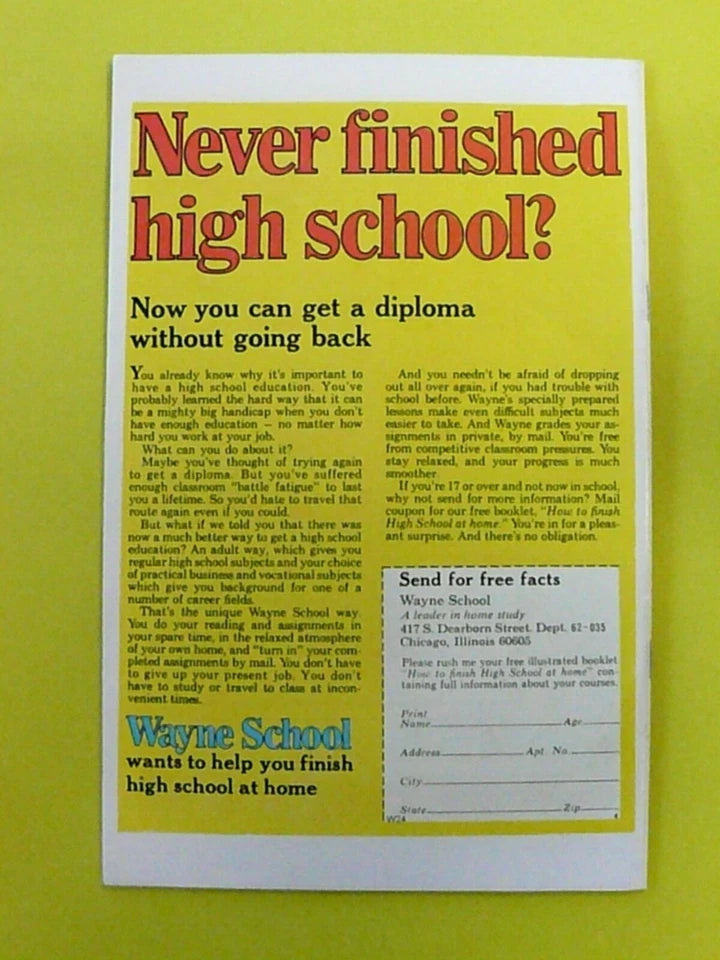 Never finished
high school?
Now you can get a diploma
without going back
You already know why it's important to
have a high school education. You've
probably learned the hard way that it can
be a mighty big handicap when you don't
have enough education – no matter how
hard you work at your job.
What can you do about it?
Maybe you've thought of trying again
to get a diploma. But you've suffered
enough classroom "battle fatigue" to last
you a lifetime. So you'd hate to travel that
route again even if you could.
But what if we told you that there was
now a much better way to get a high school
education? An adult way, which gives you
regular high school subjects and your choice
of practical business and vocational subjects
which give you background for one of a
number of career fields.
That's the unique Wayne School way.
You do your reading and assignments in
your spare time, in the relaxed atmosphere
of your own home, and "turn in" your com-
pleted assignments by mail. You don't have
to give up your present job. You don't
have to study or travel to class at incon-
venient times.
Wayne School
wants to help you finish
high school at home
And you needn't be afraid of dropping
out all over again, if you had trouble with
school before. Wayne's specially prepared
lessons make even difficult subjects much
easier to take. And Wayne grades your as-
signments in private, by mail. You're free
from competitive classroom pressures. You
stay relaxed, and your progress is much
smoother.
If you're 17 or over and not now in school,
why not send for more information? Mail
coupon for our free booklet, "How to finish
High School at home." You're in for a pleas-
ant surprise. And there's no obligation.
Send for free facts
Wayne School
A leader in home study
417 S. Dearborn Street. Dept. 62-035
Chicago, Illinois 60605
Please rush me your free illustrated booklet
"How to finish High School at home" con-
taining full information about your courses.
Print
Name Age
Address Apt. No.
City
State Zip
W24 4